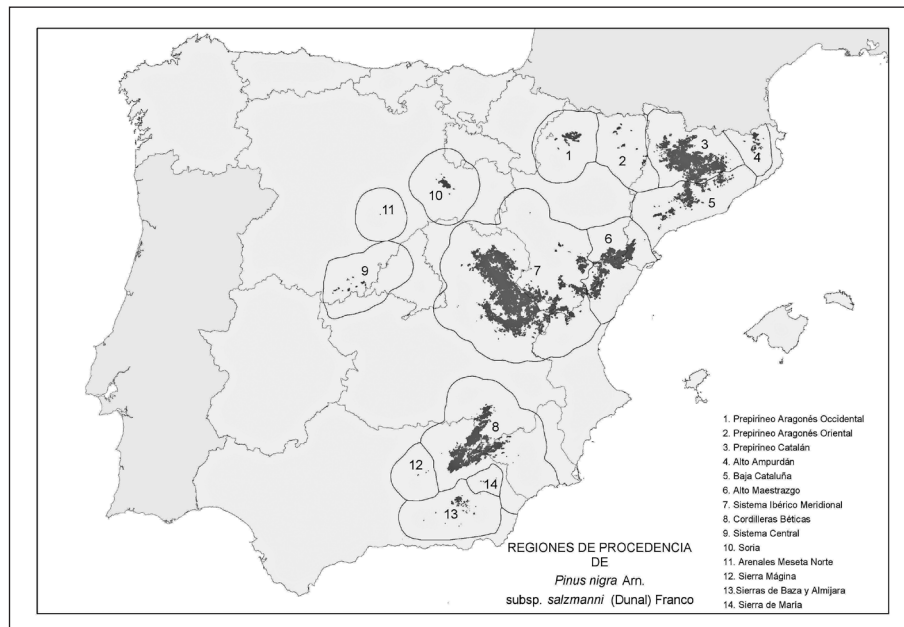 1
2
3
4
5
6
7
8
9
10
11
12
13
14
1. Prepirineo Aragonés Occidental
2. Prepirineo Aragonés Oriental
3. Prepirineo Catalán
4. Alto Ampurdán
5. Baja Cataluña
6. Alto Maestrazgo
7. Sistema Ibérico Meridional
8. Cordilleras Béticas
9. Sistema Central
10. Soria
11. Arenales Meseta Norte
12. Sierra Mágina
13.Sierras de Baza y Almijara
14. Sierra de María
REGIONES DE PROCEDENCIA
DE
Pinus nigra Arn.
subsp. salzmanni (Dunal) Franco